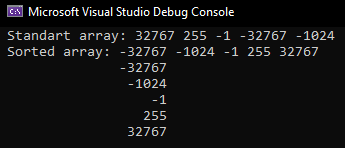 Microsoft Visual Studio Debug Console
Standart array: 32767 255 -1 -32767 -1024
Sorted array: -32767 -1024 -1 255 32767
-32767
-1024
-1
255
32767